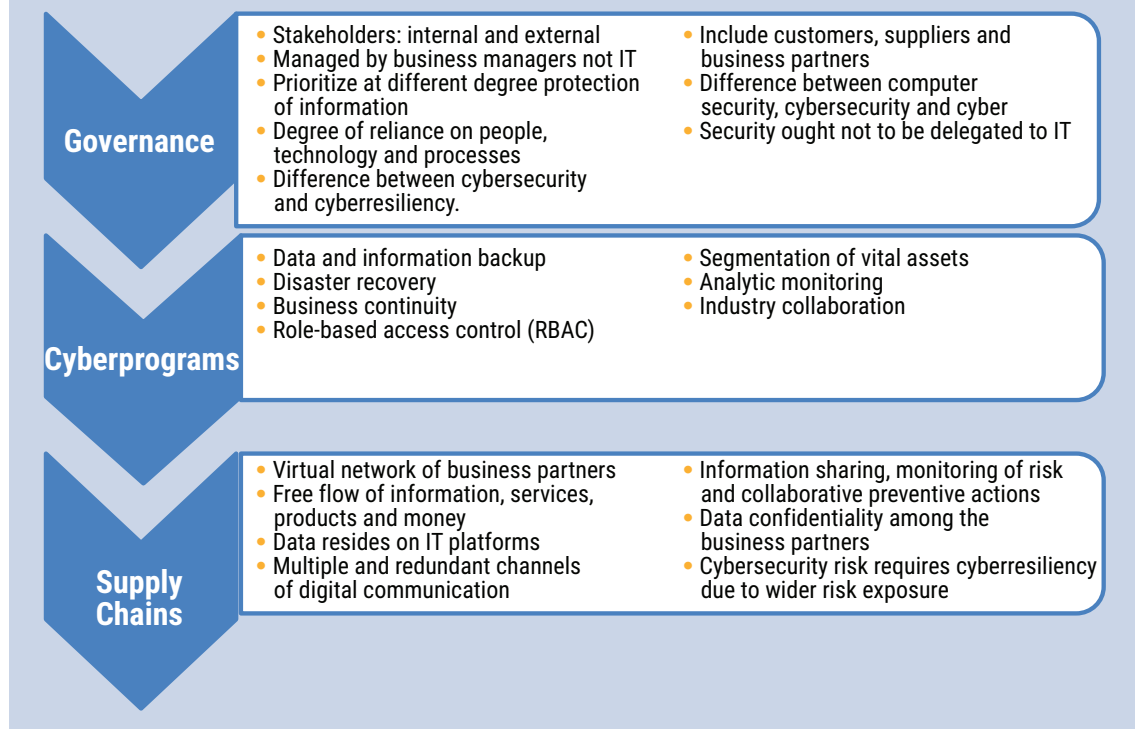 Governance
• Stakeholders: internal and external
• Managed by business managers not IT
• Prioritize at different degree protection
of information
• Degree of reliance on people,
technology and processes
• Difference between cybersecurity
and cyberresiliency.
• Include customers, suppliers and
business partners
• Difference between computer
security, cybersecurity and cyber
• Security ought not to be delegated to IT
Cyberprograms
• Data and information backup
• Disaster recovery
• Business continuity
• Role-based access control (RBAC)
• Segmentation of vital assets
• Analytic monitoring
• Industry collaboration
Supply
Chains
• Virtual network of business partners
• Free flow of information, services,
products and money
• Data resides on IT platforms
• Multiple and redundant channels
of digital communication
• Information sharing, monitoring of risk
and collaborative preventive actions
• Data confidentiality among the
business partners
• Cybersecurity risk requires cyberresiliency
due to wider risk exposure